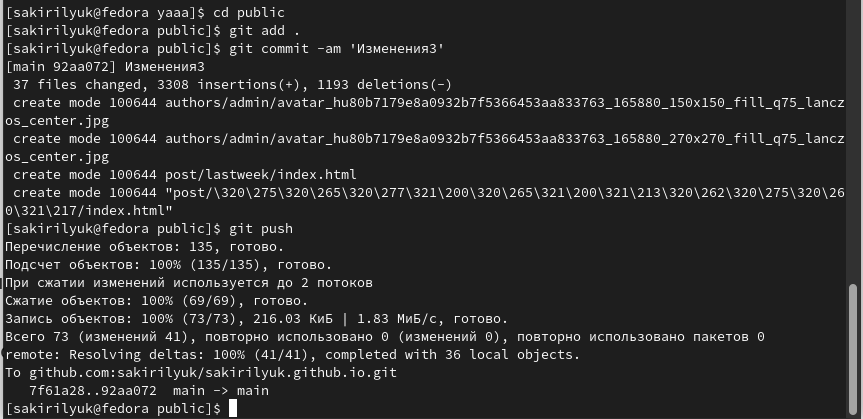 [sakirilyuk@fedora yaaa]$ cd public
[sakirilyuk@fedora public]$ git add .
[sakirilyuk@fedora public]$ git commit -am 'Изменения3'
[main 92aa072] Изменения3
 37 files changed, 3308 insertions(+), 1193 deletions(-)
 create mode 100644 authors/admin/avatar_hu80b7179e8a0932b7f5366453aa833763_165880_150x150_fill_q75_lancz
os_center.jpg
 create mode 100644 authors/admin/avatar_hu80b7179e8a0932b7f5366453aa833763_165880_270x270_fill_q75_lancz
os_center.jpg
 create mode 100644 post/lastweek/index.html
 create mode 100644 "post/\320\275\320\265\320\277\321\200\320\265\321\200\321\213\320\262\320\275\320\26
0\321\217/index.html"
[sakirilyuk@fedora public]$ git push
Перечисление объектов: 135, готово.
Подсчет объектов: 100% (135/135), готово.
При сжатии изменений используется до 2 потоков
Сжатие объектов: 100% (69/69), готово.
Запись объектов: 100% (73/73), 216.03 КиБ | 1.83 МиБ/с, готово.
Всего 73 (изменений 41), повторно использовано 0 (изменений 0), повторно использовано пакетов 0
remote: Resolving deltas: 100% (41/41), completed with 36 local objects.
To github.com:sakirilyuk/sakirilyuk.github.io.git
   7f61a28..92aa072  main -> main
[sakirilyuk@fedora public]$